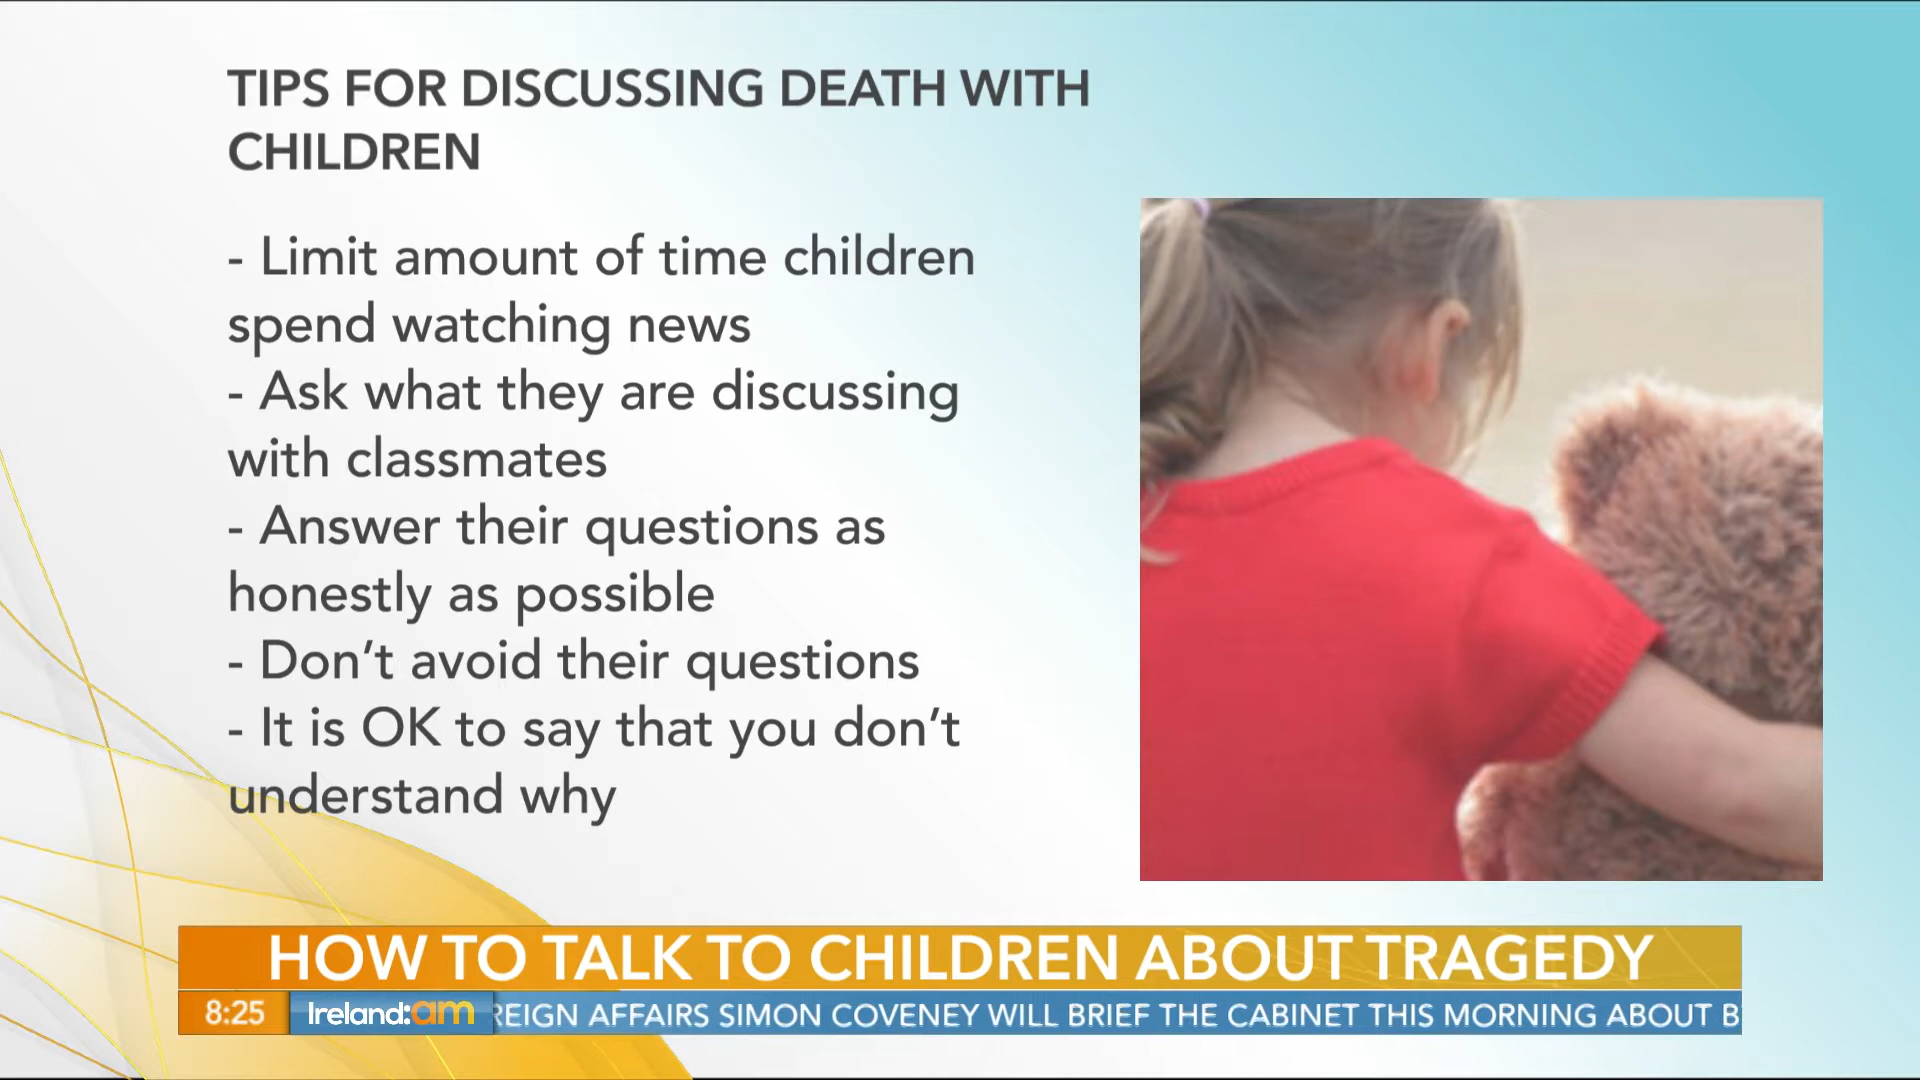 TIPS FOR DISCUSSING DEATH WITH
CHILDREN
- Limit amount of time children
spend watching news
- Ask what they are discussing
with classmates
- Answer their questions as
honestly as possible
- Don’t avoid their questions
- It is OK to say that you don’t
understand why
HOW TO TALK TO CHILDREN ABOUT TRAGEDY
8:25 Ireland:am REIGN AFFAIRS SIMON COVENEY WILL BRIEF THE CABINET THIS MORNING ABOUT B